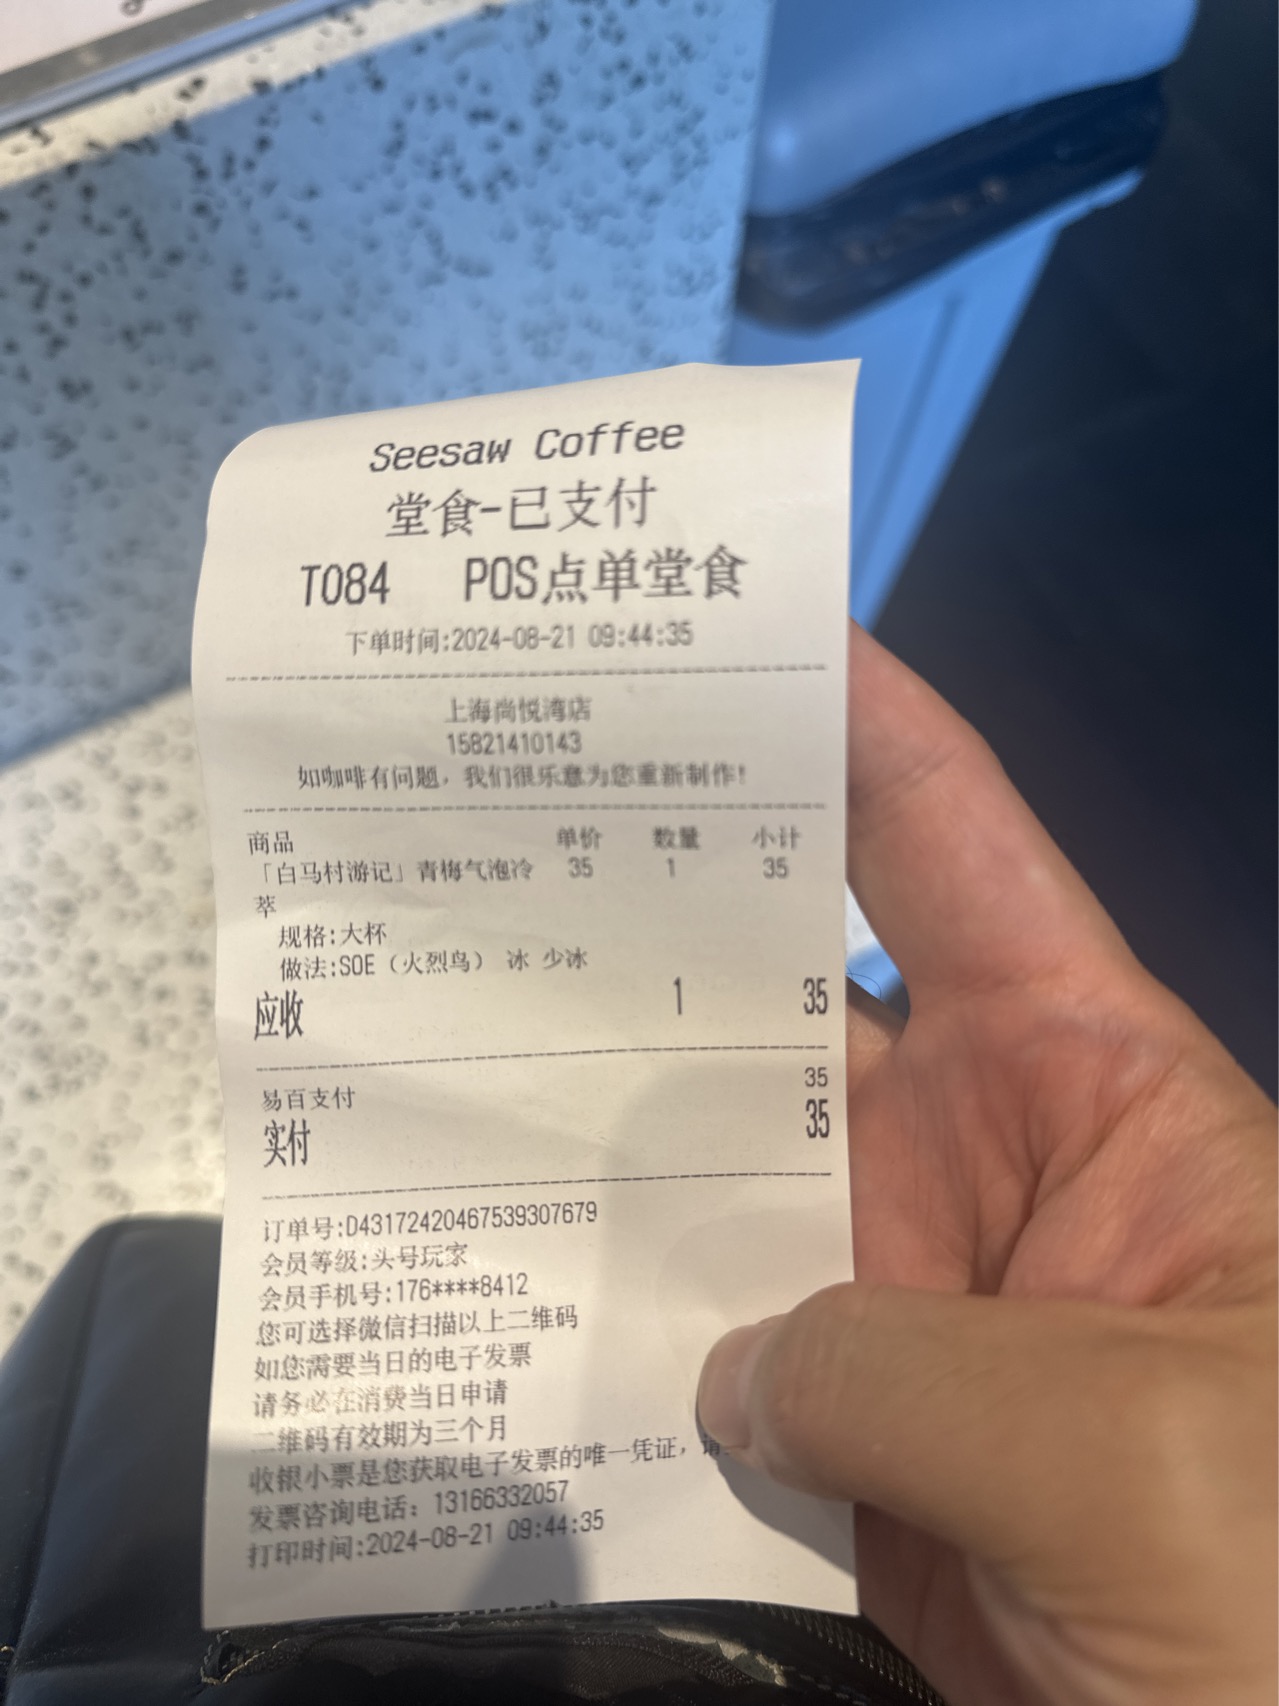 Seesaw Coffee
堂食-已支付
T084 POS点单堂食
下单时间:2024-08-21 09:44:35
上海尚悦湾店
15821410143
如咖啡有问题，我们很乐意为您重新制作!
商品 单价 数量 小计
「白马村游记」青梅气泡冷 35 1 35
萃
规格:大杯
做法:SOE（火烈鸟） 冰 少冰
应收 1 35
易百支付 35
实付 35
订单号:D43172420467539307679
会员等级:头号玩家
会员手机号:176****8412
您可选择微信扫描以上二维码
如您需要当日的电子发票
请务必在消费当日申请
二维码有效期为三个月
收银小票是您获取电子发票的唯一凭证，请
发票咨询电话：13166332057
打印时间:2024-08-21 09:44:35